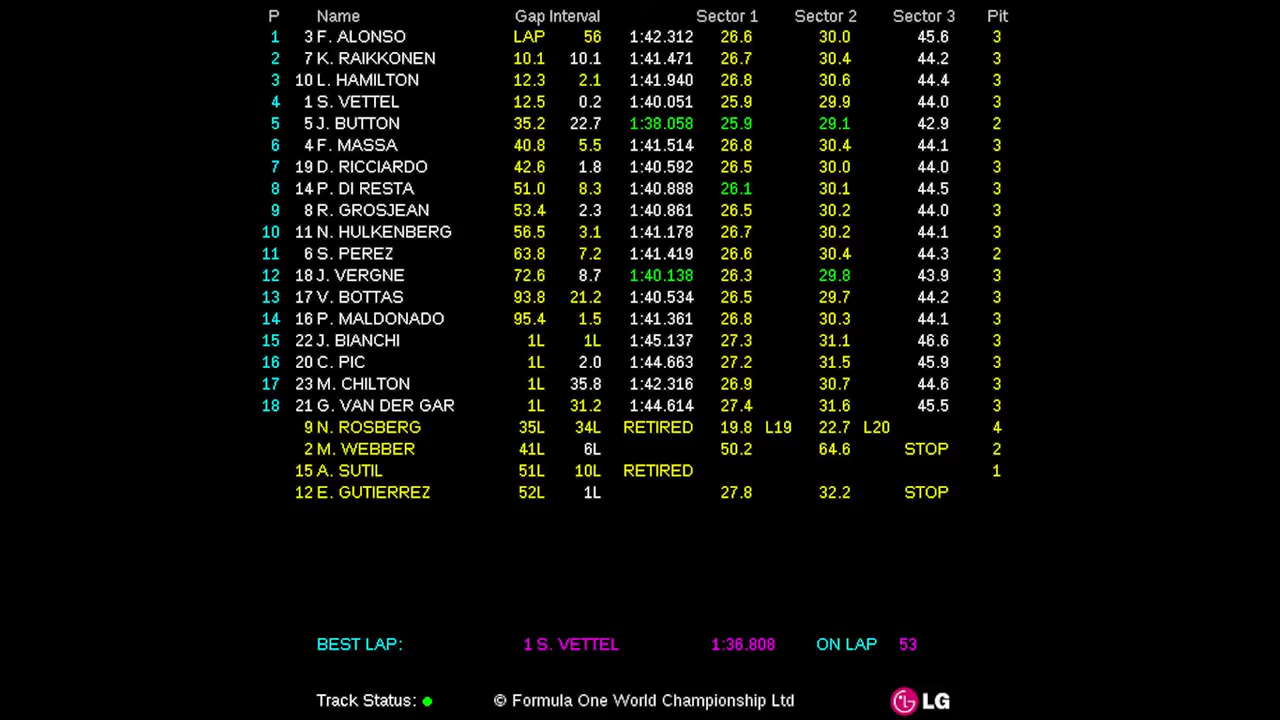 P Name Gap Interval Sector 1 Sector 2 Sector 3 Pit
1 3 F. ALONSO LAP 56 1:42.312 26.6 30.0 45.6 3
2 7 K. RAIKKONEN 10.1 10.1 1:41.471 26.7 30.4 44.2 3
3 10 L. HAMILTON 12.3 2.1 1:41.940 26.8 30.6 44.4 3
4 1 S. VETTEL 12.5 0.2 1:40.051 25.9 29.9 44.0 3
5 5 J. BUTTON 35.2 22.7 1:38.058 25.9 29.1 42.9 2
6 4 F. MASSA 40.8 5.5 1:41.514 26.8 30.4 44.1 3
7 19 D. RICCIARDO 42.6 1.8 1:40.592 26.5 30.0 44.0 3
8 14 P. DI RESTA 51.0 8.3 1:40.888 26.1 30.1 44.5 3
9 8 R. GROSJEAN 53.4 2.3 1:40.861 26.5 30.2 44.0 3
10 11 N. HULKENBERG 56.5 3.1 1:41.178 26.7 30.2 44.1 3
11 6 S. PEREZ 63.8 7.2 1:41.419 26.6 30.4 44.3 2
12 18 J. VERGNE 72.6 8.7 1:40.138 26.3 29.8 43.9 3
13 17 V. BOTTAS 93.8 21.2 1:40.534 26.5 29.7 44.2 3
14 16 P. MALDONADO 95.4 1.5 1:41.361 26.8 30.3 44.1 3
15 22 J. BIANCHI 1L 1L 1:45.137 27.3 31.1 46.6 3
16 20 C. PIC 1L 2.0 1:44.663 27.2 31.5 45.9 3
17 23 M. CHILTON 1L 35.8 1:42.316 26.9 30.7 44.6 3
18 21 G. VAN DER GAR 1L 31.2 1:44.614 27.4 31.6 45.5 3
9 N. ROSBERG 35L 34L RETIRED 19.8 L19 22.7 L20 4
2 M. WEBBER 41L 6L 50.2 64.6 STOP 2
15 A. SUTIL 51L 10L RETIRED 1
12 E. GUTIERREZ 52L 1L 27.8 32.2 STOP
BEST LAP: 1 S. VETTEL 1:36.808 ON LAP 53
Track Status: © Formula One World Championship Ltd LG